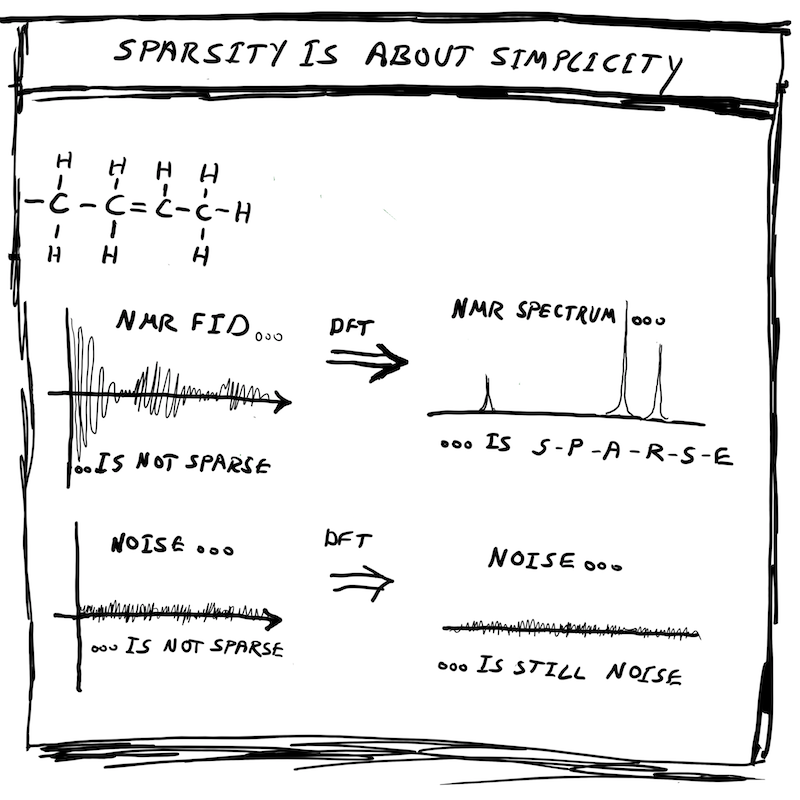 SPARSITY IS ABOUT SIMPLICITY
H H H H
-C-C=C-C-H
H H H
NMR FID...
DFT
NMR SPECTRUM...
..IS NOT SPARSE
... IS S-P-A-R-S-E
NOISE...
DFT
NOISE...
... IS NOT SPARSE
... IS STILL NOISE